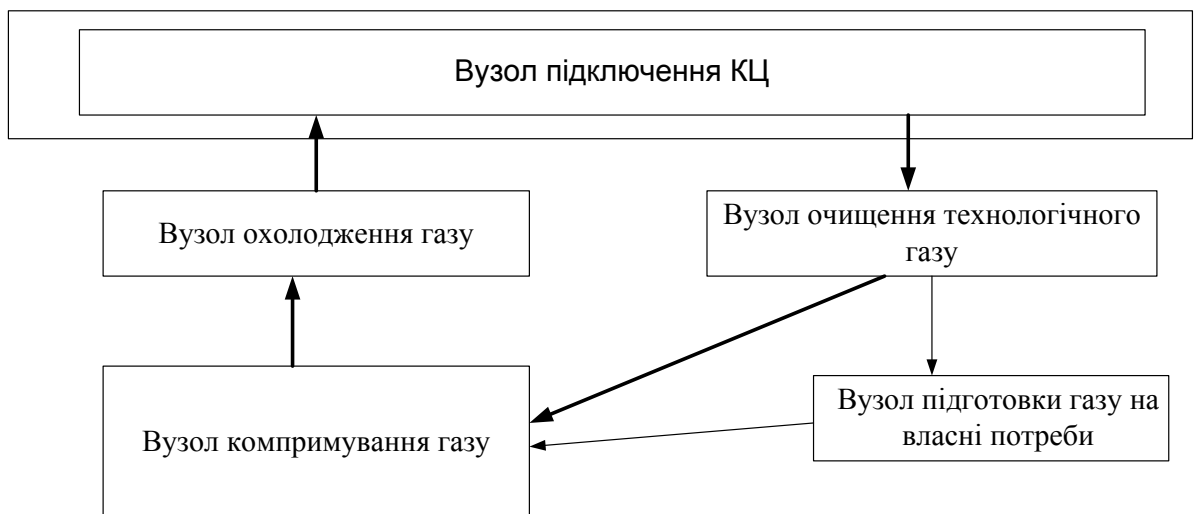 Вузол підключення КЦ
Вузол охолодження газу
Вузол очищення технологічного
газу
Вузол компримування газу
Вузол підготовки газу на
власні потреби